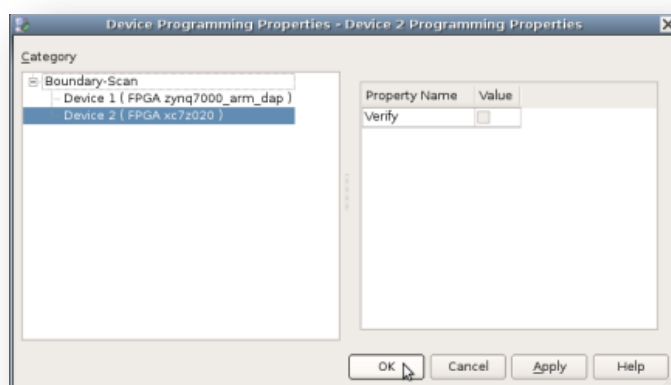 Device Programming Properties - Device 2 Programming Properties
Category
Boundary-Scan
Device 1 ( FPGA zynq7000_arm_dap )
Device 2 ( FPGA xc7z020 )
Property Name Value
Verify
OK Cancel Apply Help